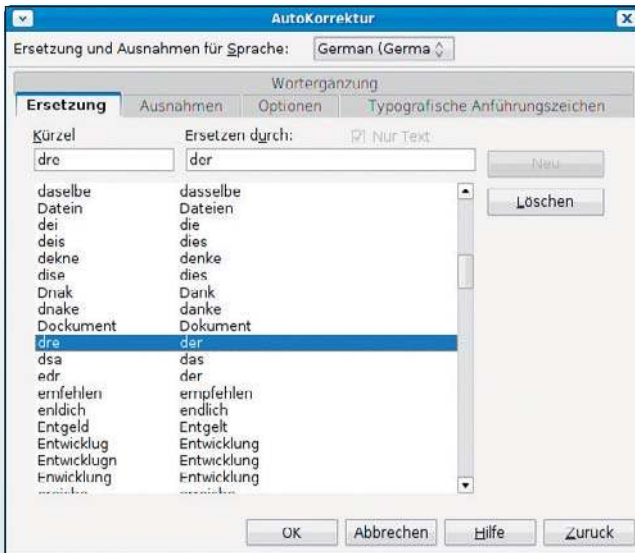 AutoKorrektur
Ersetzung und Ausnahmen für Sprache: German (Germa
Wortergänzung
Ersetzung Ausnahmen Optionen Typografische Anführungszeichen
Kürzel Ersetzen durch: Nur Text
dre der Neu
daselbe dasselbe
Löschen
Datein Dateien
dei die
deis dies
dekne denke
dise dies
Dnak Dank
dnake danke
Dockument Dokument
dre der
dsa das
edr der
emfehlen empfehlen
enldich endlich
Entgeld Entgelt
Entwicklug Entwicklung
Entwicklugn Entwicklung
Enwicklung Entwicklung
OK Abbrechen Hilfe Zurück